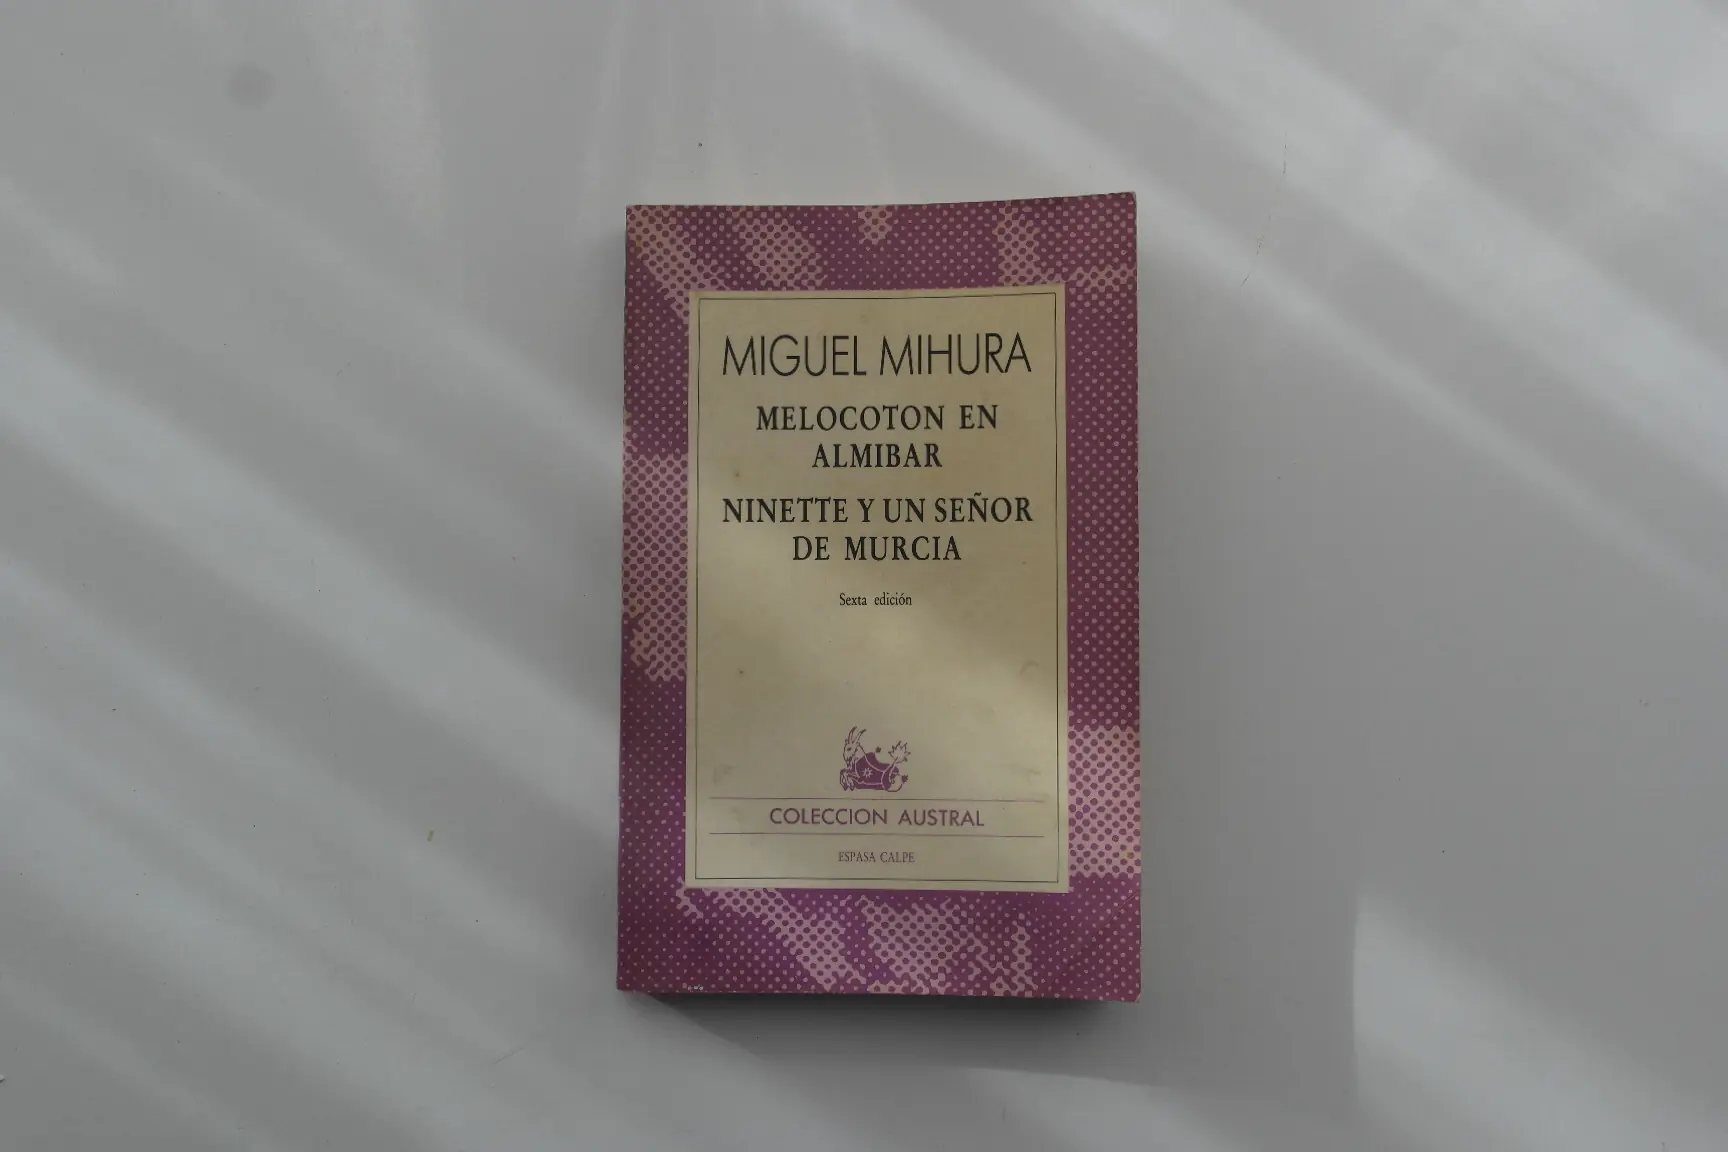 MIGUEL MIHURA
MELOCOTON EN
ALMIBAR
NINETTE Y UN SEÑOR
DE MURCIA
Sexta edición
COLECCION AUSTRAL
ESPASA CALPE